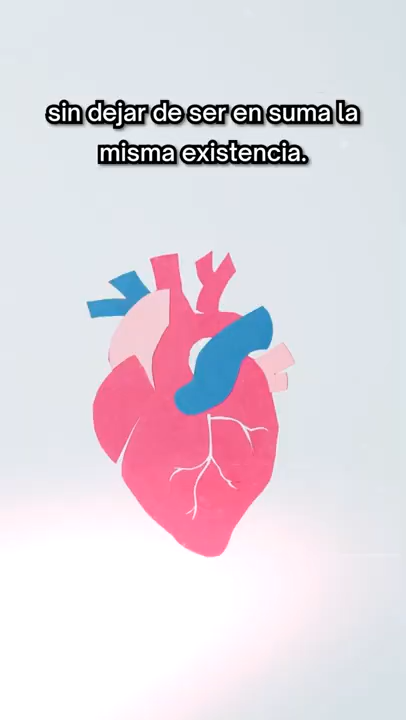 sin dejar de ser en suma la
misma existencia.